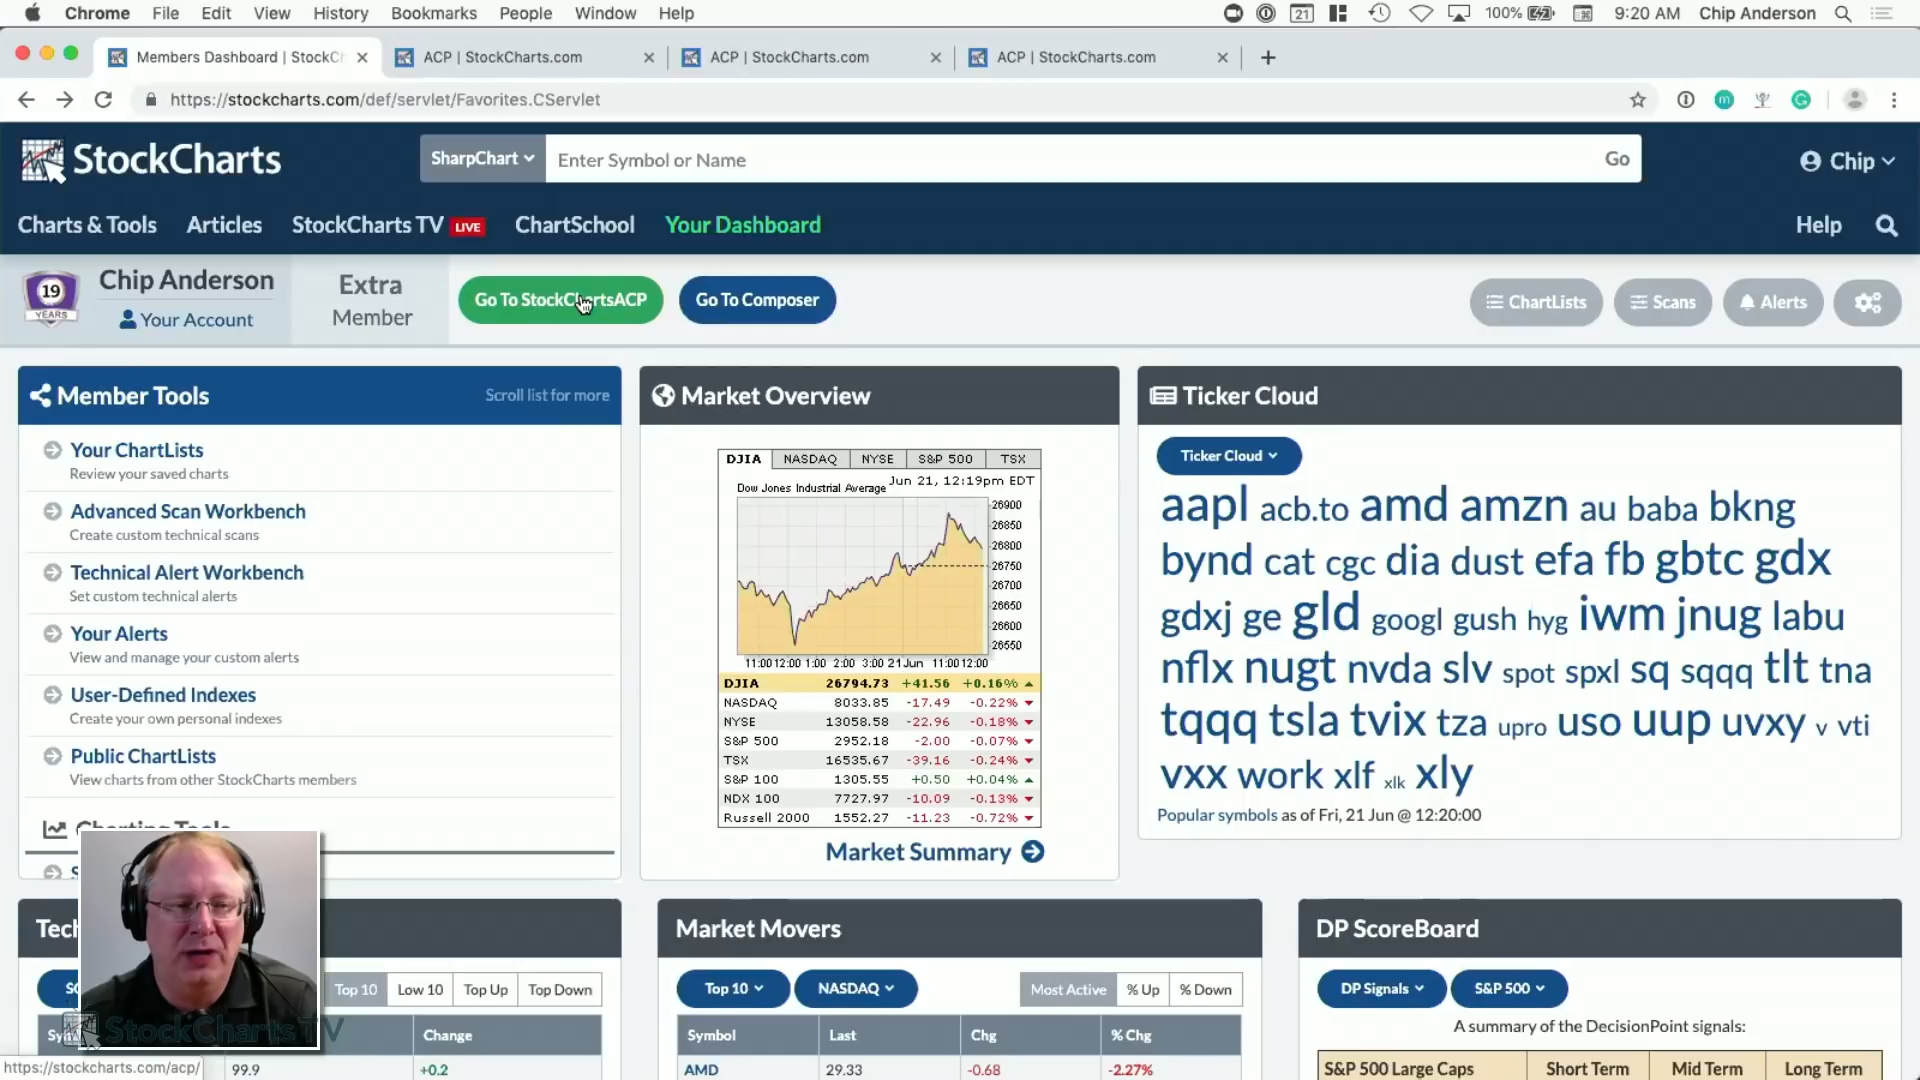 Chrome File Edit View History Bookmarks People Window Help
21 100% 9:20 AM Chip Anderson
Members Dashboard | StockCh
ACP | StockCharts.com
ACP | StockCharts.com
ACP | StockCharts.com
https://stockcharts.com/def/servlet/Favorites.CServlet
StockCharts
SharpChart
Enter Symbol or Name
Go
Chip
Charts & Tools Articles StockCharts TV LIVE ChartSchool Your Dashboard
Help
19
YEARS
Chip Anderson
Your Account
Extra
Member
Go To StockChartsACP
Go To Composer
ChartLists
Scans
Alerts
Member Tools
Scroll list for more
Your ChartLists
Review your saved charts
Advanced Scan Workbench
Create custom technical scans
Technical Alert Workbench
Set custom technical alerts
Your Alerts
View and manage your custom alerts
User-Defined Indexes
Create your own personal indexes
Public ChartLists
View charts from other StockCharts members
Charting Tools
Market Overview
DJIA NASDAQ NYSE S&P 500 TSX
Dow Jones Industrial Average Jun 21, 12:19pm EDT
26900
26850
26800
26750
26700
26650
26600
26550
11:00 12:00 1:00 2:00 3:00 21 Jun 11:00 12:00
DJIA 26794.73 +41.56 +0.16%
NASDAQ 8033.85 -17.49 -0.22%
NYSE 13058.58 -22.96 -0.18%
S&P 500 2952.18 -2.00 -0.07%
TSX 16535.67 -39.16 -0.24%
S&P 100 1305.55 +0.50 +0.04%
NDX 100 7727.97 -10.09 -0.13%
Russell 2000 1552.27 -11.23 -0.72%
Market Summary
Ticker Cloud
Ticker Cloud
aapl acb.to amd amzn au baba bkng
bynd cat cgc dia dust efa fb gbtc gdx
gdxj ge gld googl gush hyg iwm jnug labu
nflx nugt nvda slv spot spxl sq sqqq tlt tna
tqqq tsla tvix tza upro uso uup uvxy v vti
vxx work xlf xlk xly
Popular symbols as of Fri, 21 Jun @ 12:20:00
Tec
Top 10 Low 10 Top Up Top Down
Change
99.9 +0.2
StockCharts TV
https://stockcharts.com/acp/
Market Movers
Top 10 NASDAQ
Most Active % Up % Down
Symbol Last Chg % Chg
AMD 29.33 -0.68 -2.27%
DP ScoreBoard
DP Signals S&P 500
A summary of the DecisionPoint signals:
S&P 500 Large Caps Short Term Mid Term Long Term